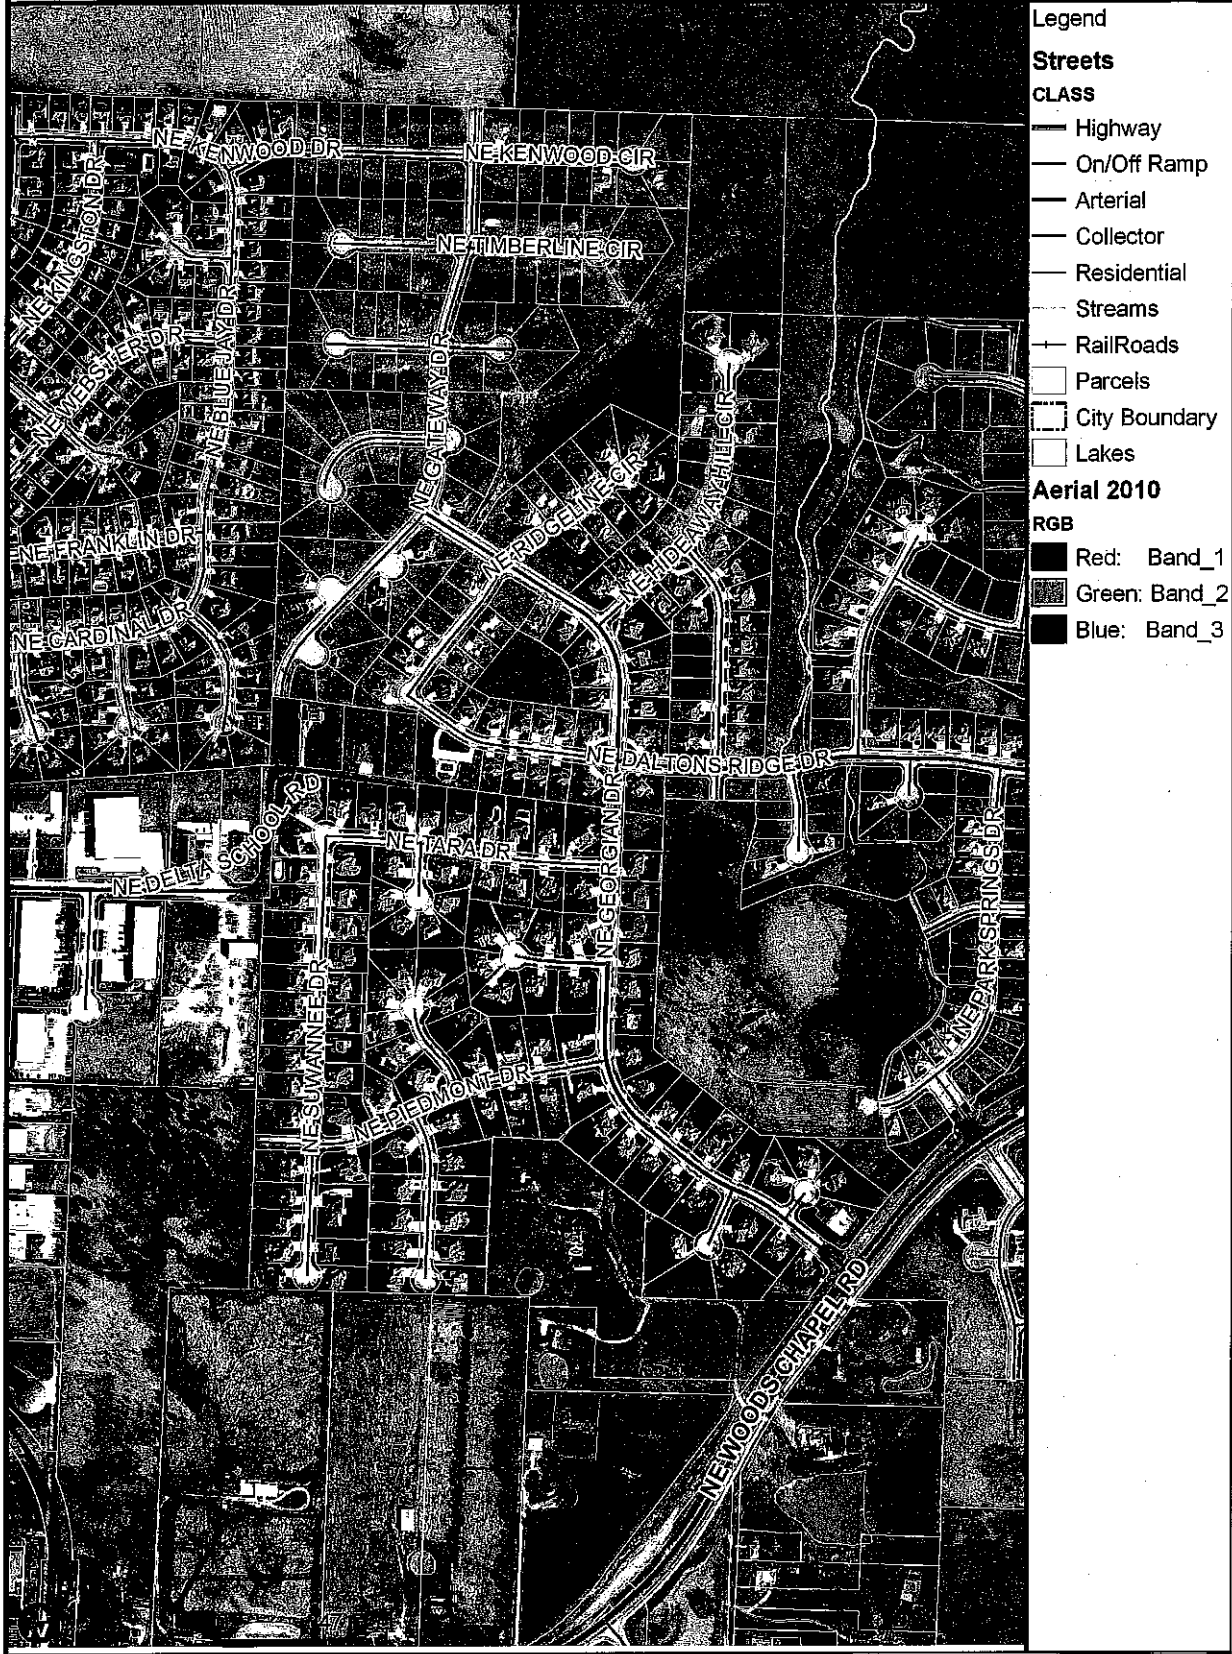 Legend
Streets
CLASS
Highway
On/Off Ramp
Arterial
Collector
Residential
Streams
RailRoads
Parcels
City Boundary
Lakes
Aerial 2010
RGB
Red: Band_1
Green: Band_2
Blue: Band_3
NE KENWOOD DR
NE KENWOOD CIR
NE KINGSTON DR
NE TIMBERLINE CIR
NE WEBSTER DR
NE BLUE JAY DR
NE GATEWAY DR
NE RIDGELINE CIR
NE HIDEAWAY HILL CIR
NE FRANKLIN DR
NE CARDINAL DR
NE DALTONS RIDGE DR
NE DELTA SCHOOL RD
NE TARA DR
NE GEORGIAN DR
NE PARK SPRINGS DR
NE SUWANNEE DR
NE PIEDMONT DR
NE WOODS CHAPEL RD